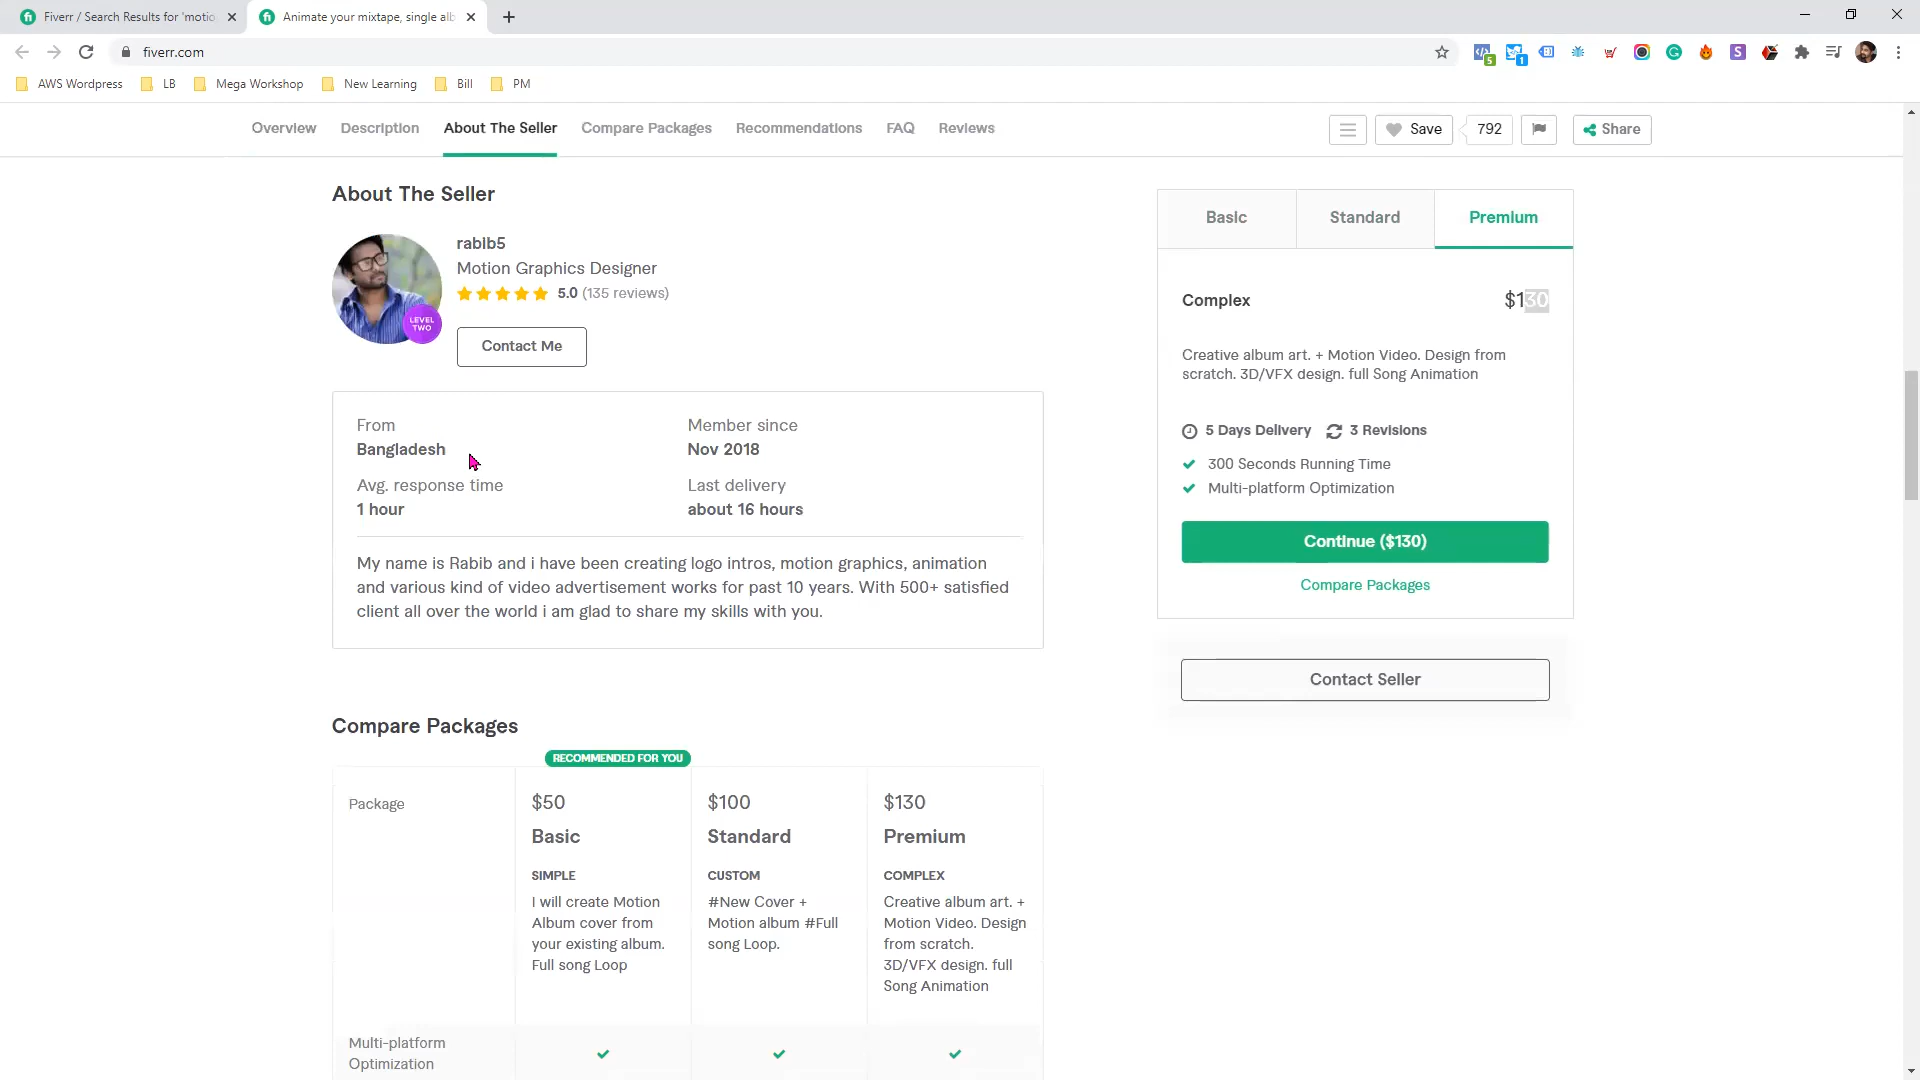 Fiverr / Search Results for 'motio
Animate your mixtape, single alb
fiverr.com
5
1
AWS Wordpress
LB
Mega Workshop
New Learning
Bill
PM
Overview
Description
About The Seller
Compare Packages
Recommendations
FAQ
Reviews
Save
792
Share
About The Seller
rabib5
Motion Graphics Designer
5.0 (135 reviews)
LEVEL
TWO
Contact Me
From
Bangladesh
Member since
Nov 2018
Avg. response time
1 hour
Last delivery
about 16 hours
My name is Rabib and i have been creating logo intros, motion graphics, animation
and various kind of video advertisement works for past 10 years. With 500+ satisfied
client all over the world i am glad to share my skills with you.
Basic
Standard
Premium
Complex
$130
Creative album art. + Motion Video. Design from
scratch. 3D/VFX design. full Song Animation
5 Days Delivery
3 Revisions
300 Seconds Running Time
Multi-platform Optimization
Continue ($130)
Compare Packages
Contact Seller
Compare Packages
RECOMMENDED FOR YOU
Package
$50
Basic
SIMPLE
I will create Motion
Album cover from
your existing album.
Full song Loop
$100
Standard
CUSTOM
#New Cover +
Motion album #Full
song Loop.
$130
Premium
COMPLEX
Creative album art. +
Motion Video. Design
from scratch.
3D/VFX design. full
Song Animation
Multi-platform
Optimization